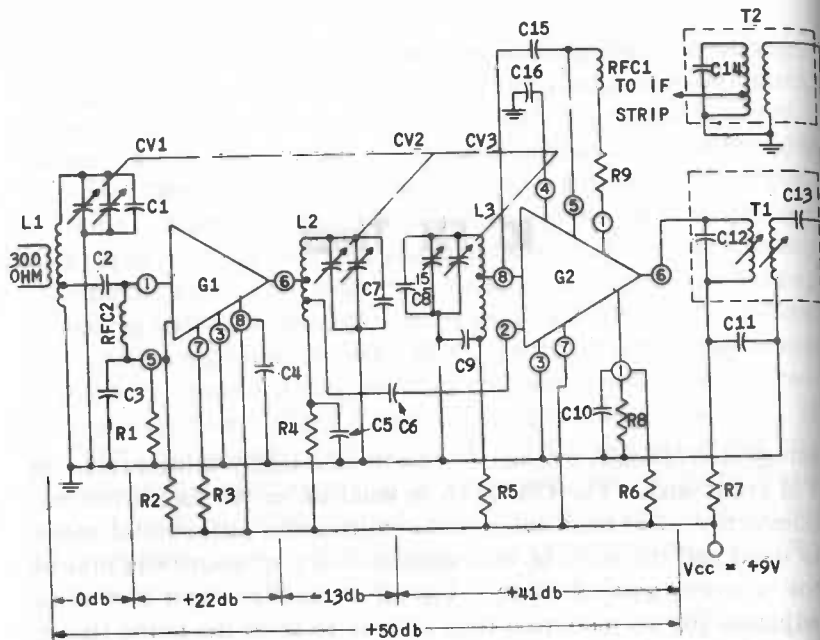 C15
T2
C16
RFC1
C14
TO IF
STRIP
CV1
CV2
CV3
C1
R9
4
5
1
L1
L2
L3
C13
300
OHM
C2
1
G1
6
C7
15
C8
8
G2
6
C12
T1
RFC2
5
7
3
8
C4
2
C9
3
7
1
C11
C3
R1
R4
C5
C6
C10
R8
R2
R3
R5
R6
R7
Vcc = +9V
0db
+22db
-13db
+41db
+50db